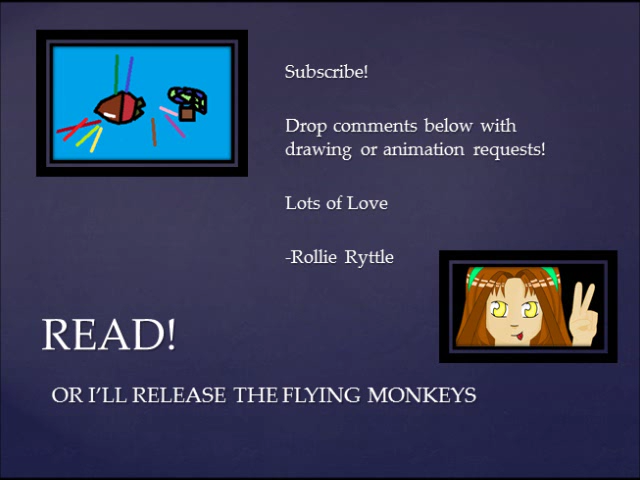 Subscribe!
Drop comments below with
drawing or animation requests!
Lots of Love
-Rollie Ryttle
READ!
OR I'LL RELEASE THE FLYING MONKEYS